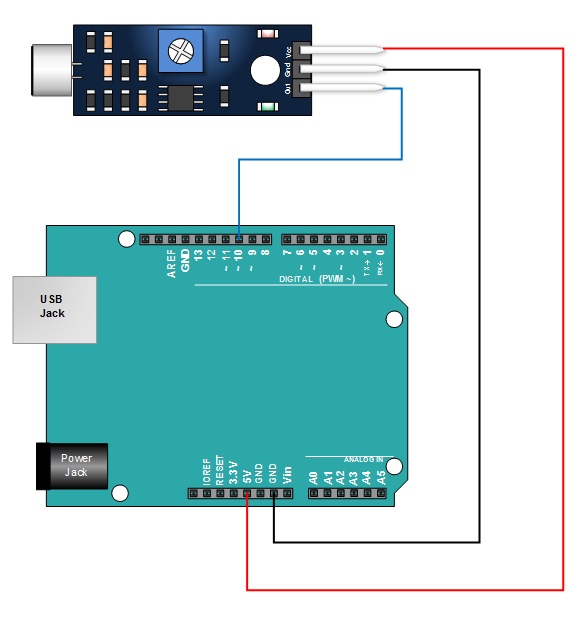 Vcc
Gnd
Out
AREF
GND
13
12
~ 11
~ 10
~ 9
8
7
~ 6
~ 5
4
~ 3
2
TX→ 1
RX← 0
DIGITAL (PWM ~)
USB
Jack
Power
Jack
IOREF
RESET
3.3 V
5V
GND
GND
Vin
ANALOG IN
A0
A1
A2
A3
A4
A5